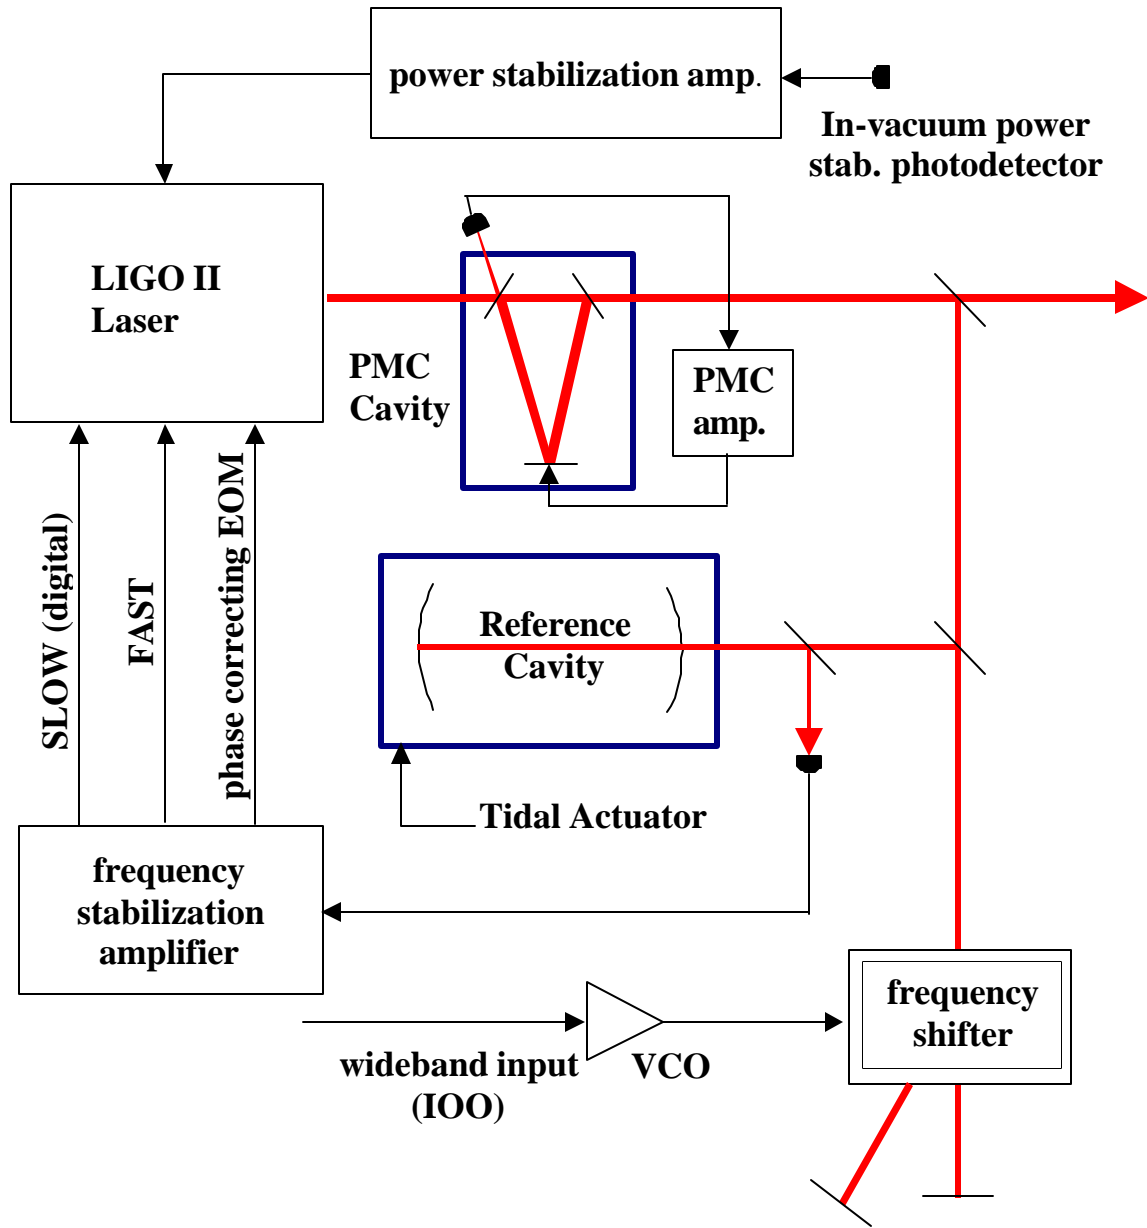 power stabilization amp.
In-vacuum power
stab. photodetector
LIGO II
Laser
PMC
Cavity
PMC
amp.
SLOW (digital)
FAST
phase correcting EOM
Reference
Cavity
Tidal Actuator
frequency
stabilization
amplifier
frequency
shifter
wideband input
(IOO)
VCO